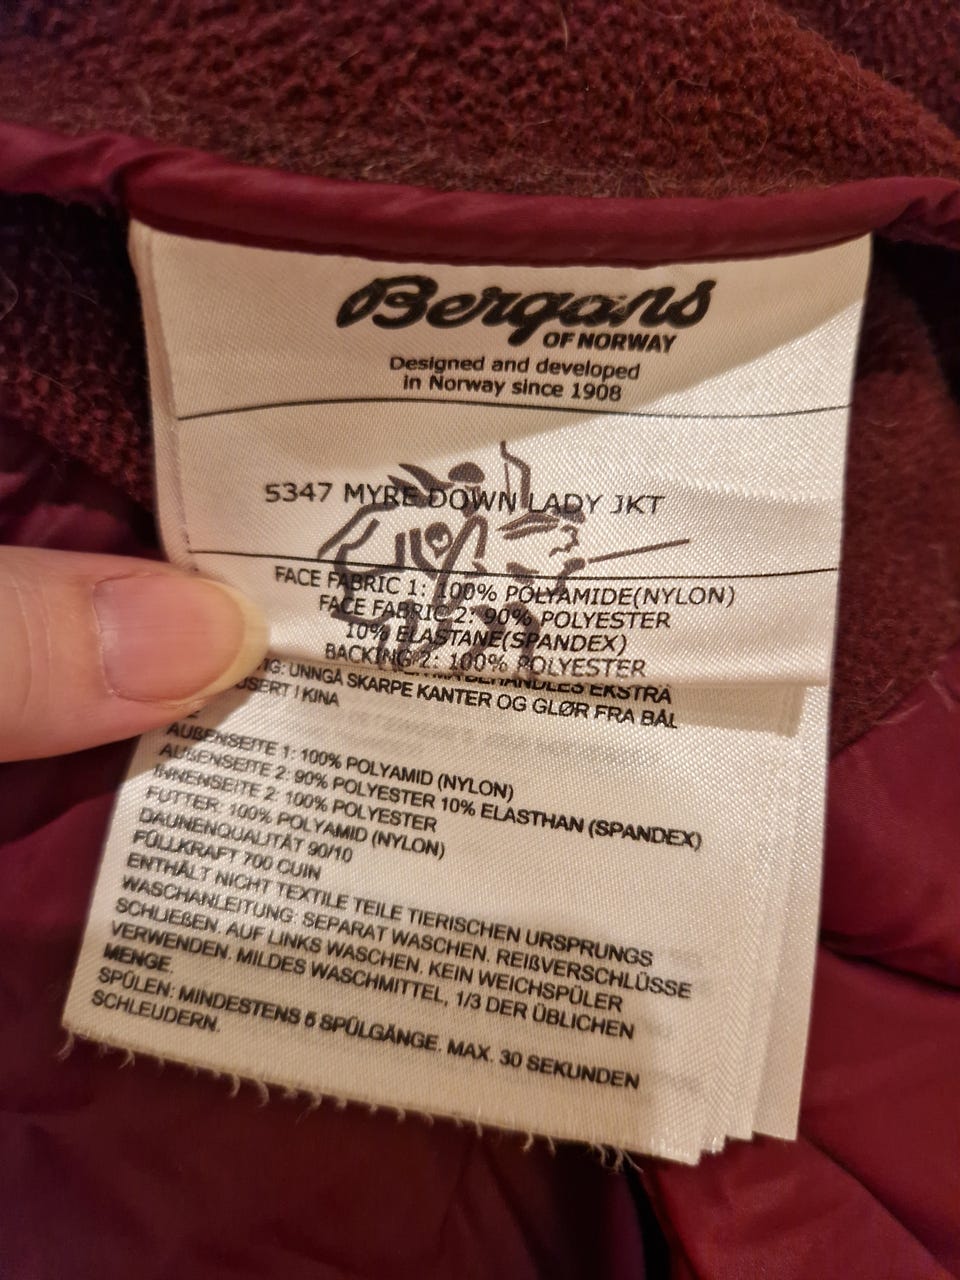 Bergans
OF NORWAY
Designed and developed
in Norway since 1908
5347 MYRE DOWN LADY JKT
FACE FABRIC 1: 100% POLYAMIDE(NYLON)
FACE FABRIC 2: 90% POLYESTER
10% ELASTANE(SPANDEX)
BACKING 2: 100% POLYESTER
BEHANDLES EKSTRA
UNNGÅ SKARPE KANTER OG GLØR FRA BÅL
I KINA
AUßENSEITE 1: 100% POLYAMID (NYLON)
AUßENSEITE 2: 90% POLYESTER 10% ELASTHAN (SPANDEX)
INNENSEITE 2: 100% POLYESTER
FUTTER: 100% POLYAMID (NYLON)
DAUNENQUALITÄT 90/10
FÜLLKRAFT 700 CUIN
ENTHÄLT NICHT TEXTILE TEILE TIERISCHEN URSPRUNGS
WASCHANLEITUNG: SEPARAT WASCHEN. REIßVERSCHLÜSSE
SCHLIEßEN. AUF LINKS WASCHEN. KEIN WEICHSPÜLER
VERWENDEN. MILDES WASCHMITTEL, 1/3 DER ÜBLICHEN
MENGE.
SPÜLEN: MINDESTENS 6 SPÜLGÄNGE. MAX. 30 SEKUNDEN
SCHLEUDERN.